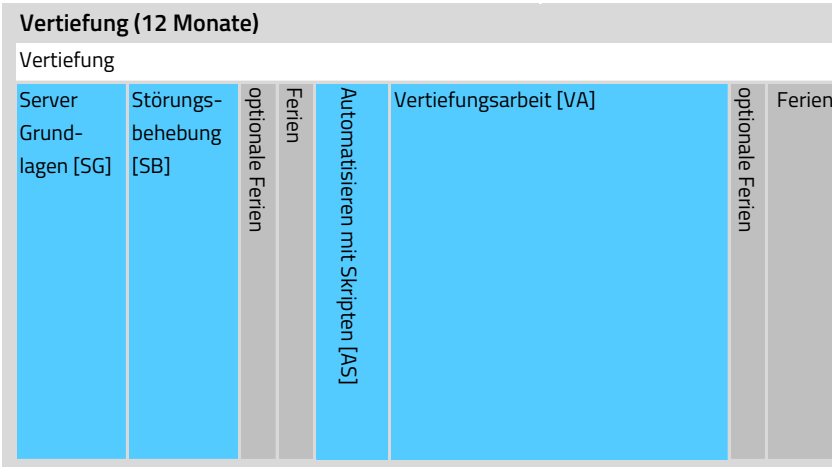 Vertiefung (12 Monate)
Vertiefung
Server
Grund-
lagen [SG]
Störungs-
behebung
[SB]
optionale Ferien
Ferien
Automatisieren mit Skripten [AS]
Vertiefungsarbeit [VA]
optionale Ferien
Ferien